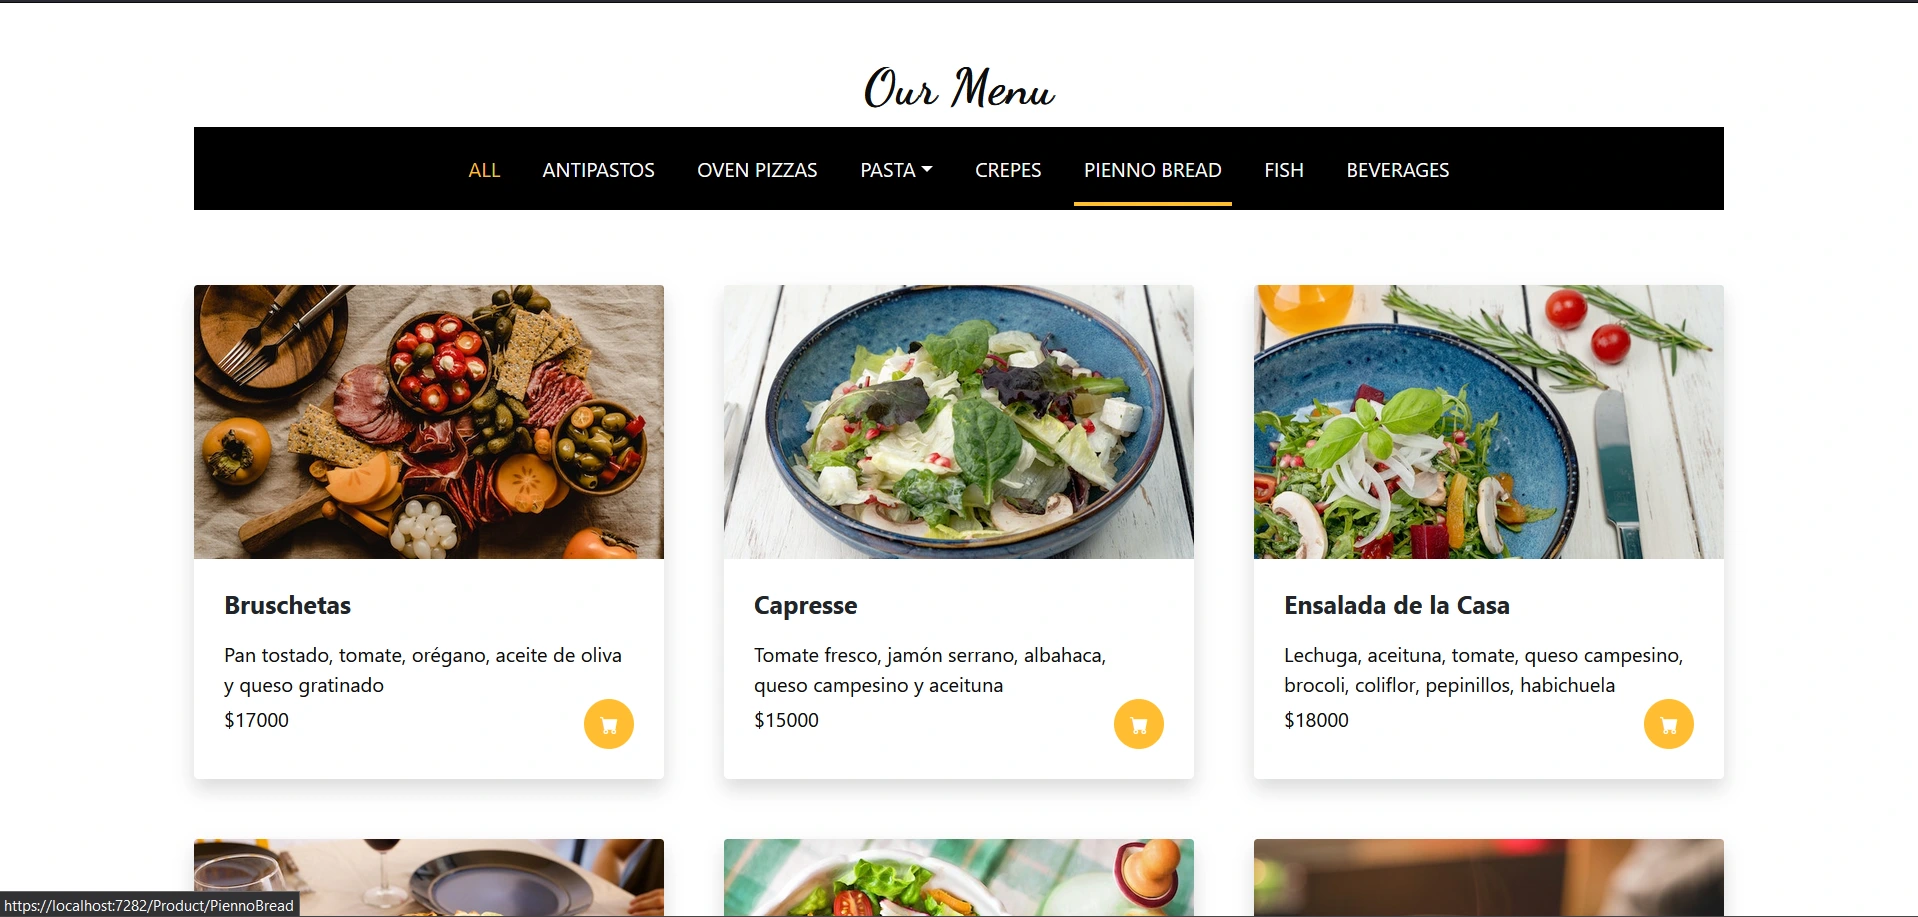 Our Menu
ALL ANTIPASTOS OVEN PIZZAS PASTA CREPES PIENNO BREAD FISH BEVERAGES
Bruschetas
Pan tostado, tomate, orégano, aceite de oliva
y queso gratinado
$17000
Capresse
Tomate fresco, jamón serrano, albahaca,
queso campesino y aceituna
$15000
Ensalada de la Casa
Lechuga, aceituna, tomate, queso campesino,
brocoli, coliflor, pepinillos, habichuela
$18000
https://localhost:7282/Product/PiennoBread